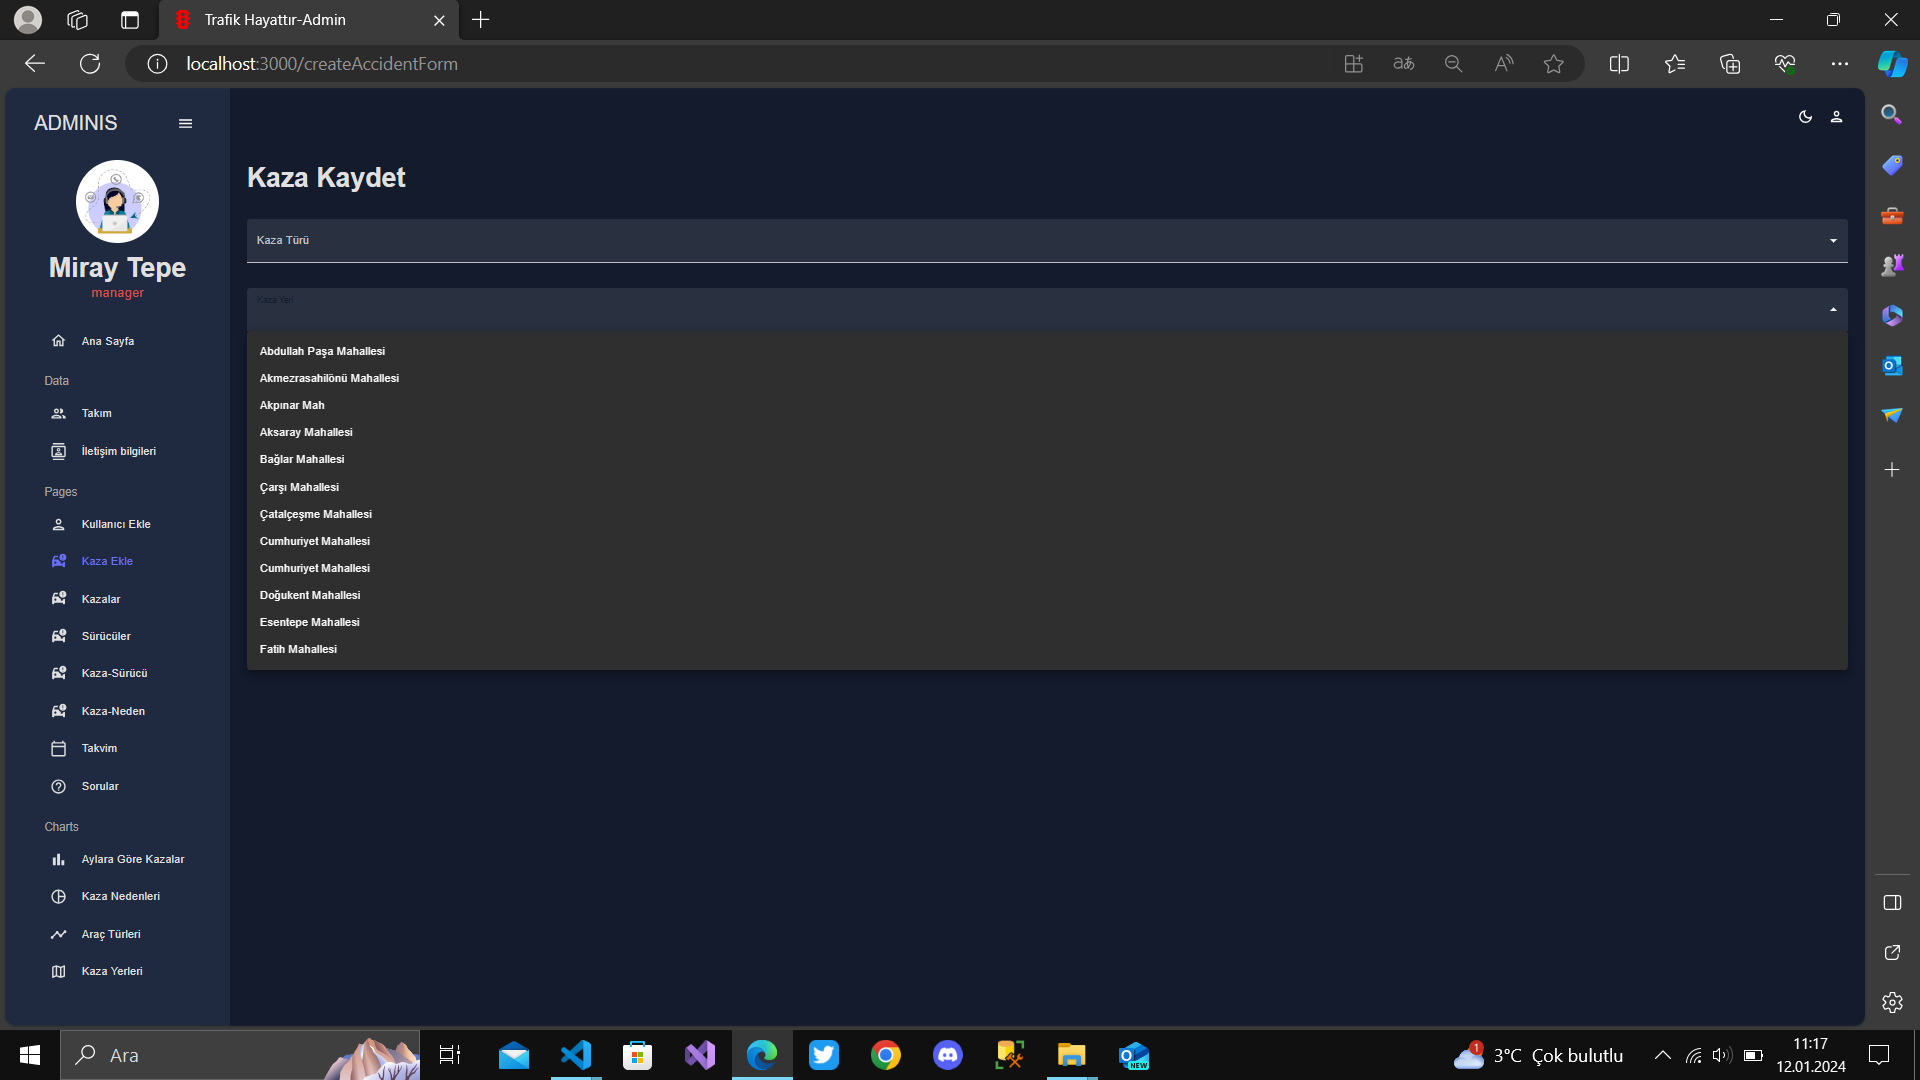 Trafik Hayattır-Admin
localhost:3000/createAccidentForm
ADMINIS
Miray Tepe
manager
Ana Sayfa
Data
Takım
İletişim bilgileri
Pages
Kullanıcı Ekle
Kaza Ekle
Kazalar
Sürücüler
Kaza-Sürücü
Kaza-Neden
Takvim
Sorular
Charts
Aylara Göre Kazalar
Kaza Nedenleri
Araç Türleri
Kaza Yerleri
Kaza Kaydet
Kaza Türü
Kaza Yeri
Abdullah Paşa Mahallesi
Akmezrasahilönü Mahallesi
Akpınar Mah
Aksaray Mahallesi
Bağlar Mahallesi
Çarşı Mahallesi
Çatalçeşme Mahallesi
Cumhuriyet Mahallesi
Cumhuriyet Mahallesi
Doğukent Mahallesi
Esentepe Mahallesi
Fatih Mahallesi
Ara
NEW
1
3°C Çok bulutlu
11:17
12.01.2024